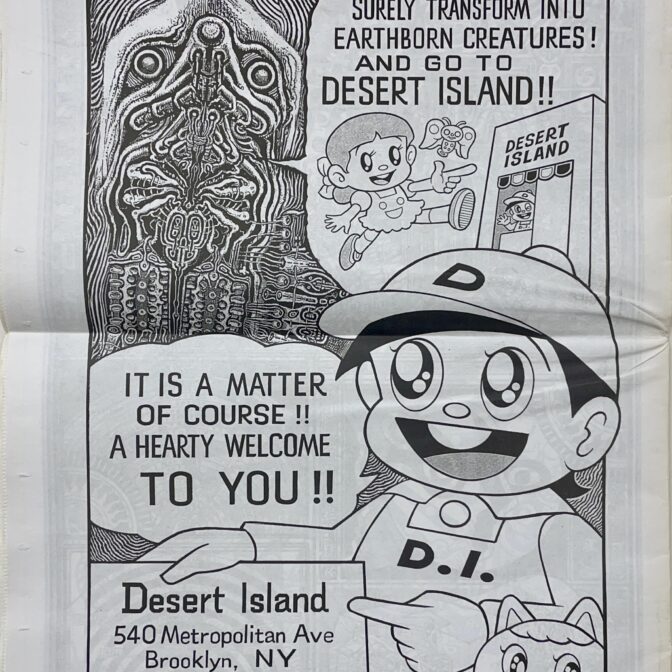 SURELY TRANSFORM INTO
EARTHBORN CREATURES!
AND GO TO
DESERT ISLAND!!
DESERT
ISLAND
D
IT IS A MATTER
OF COURSE!!
A HEARTY WELCOME
TO YOU!!
D.I.
Desert Island
540 Metropolitan Ave
Brooklyn, NY